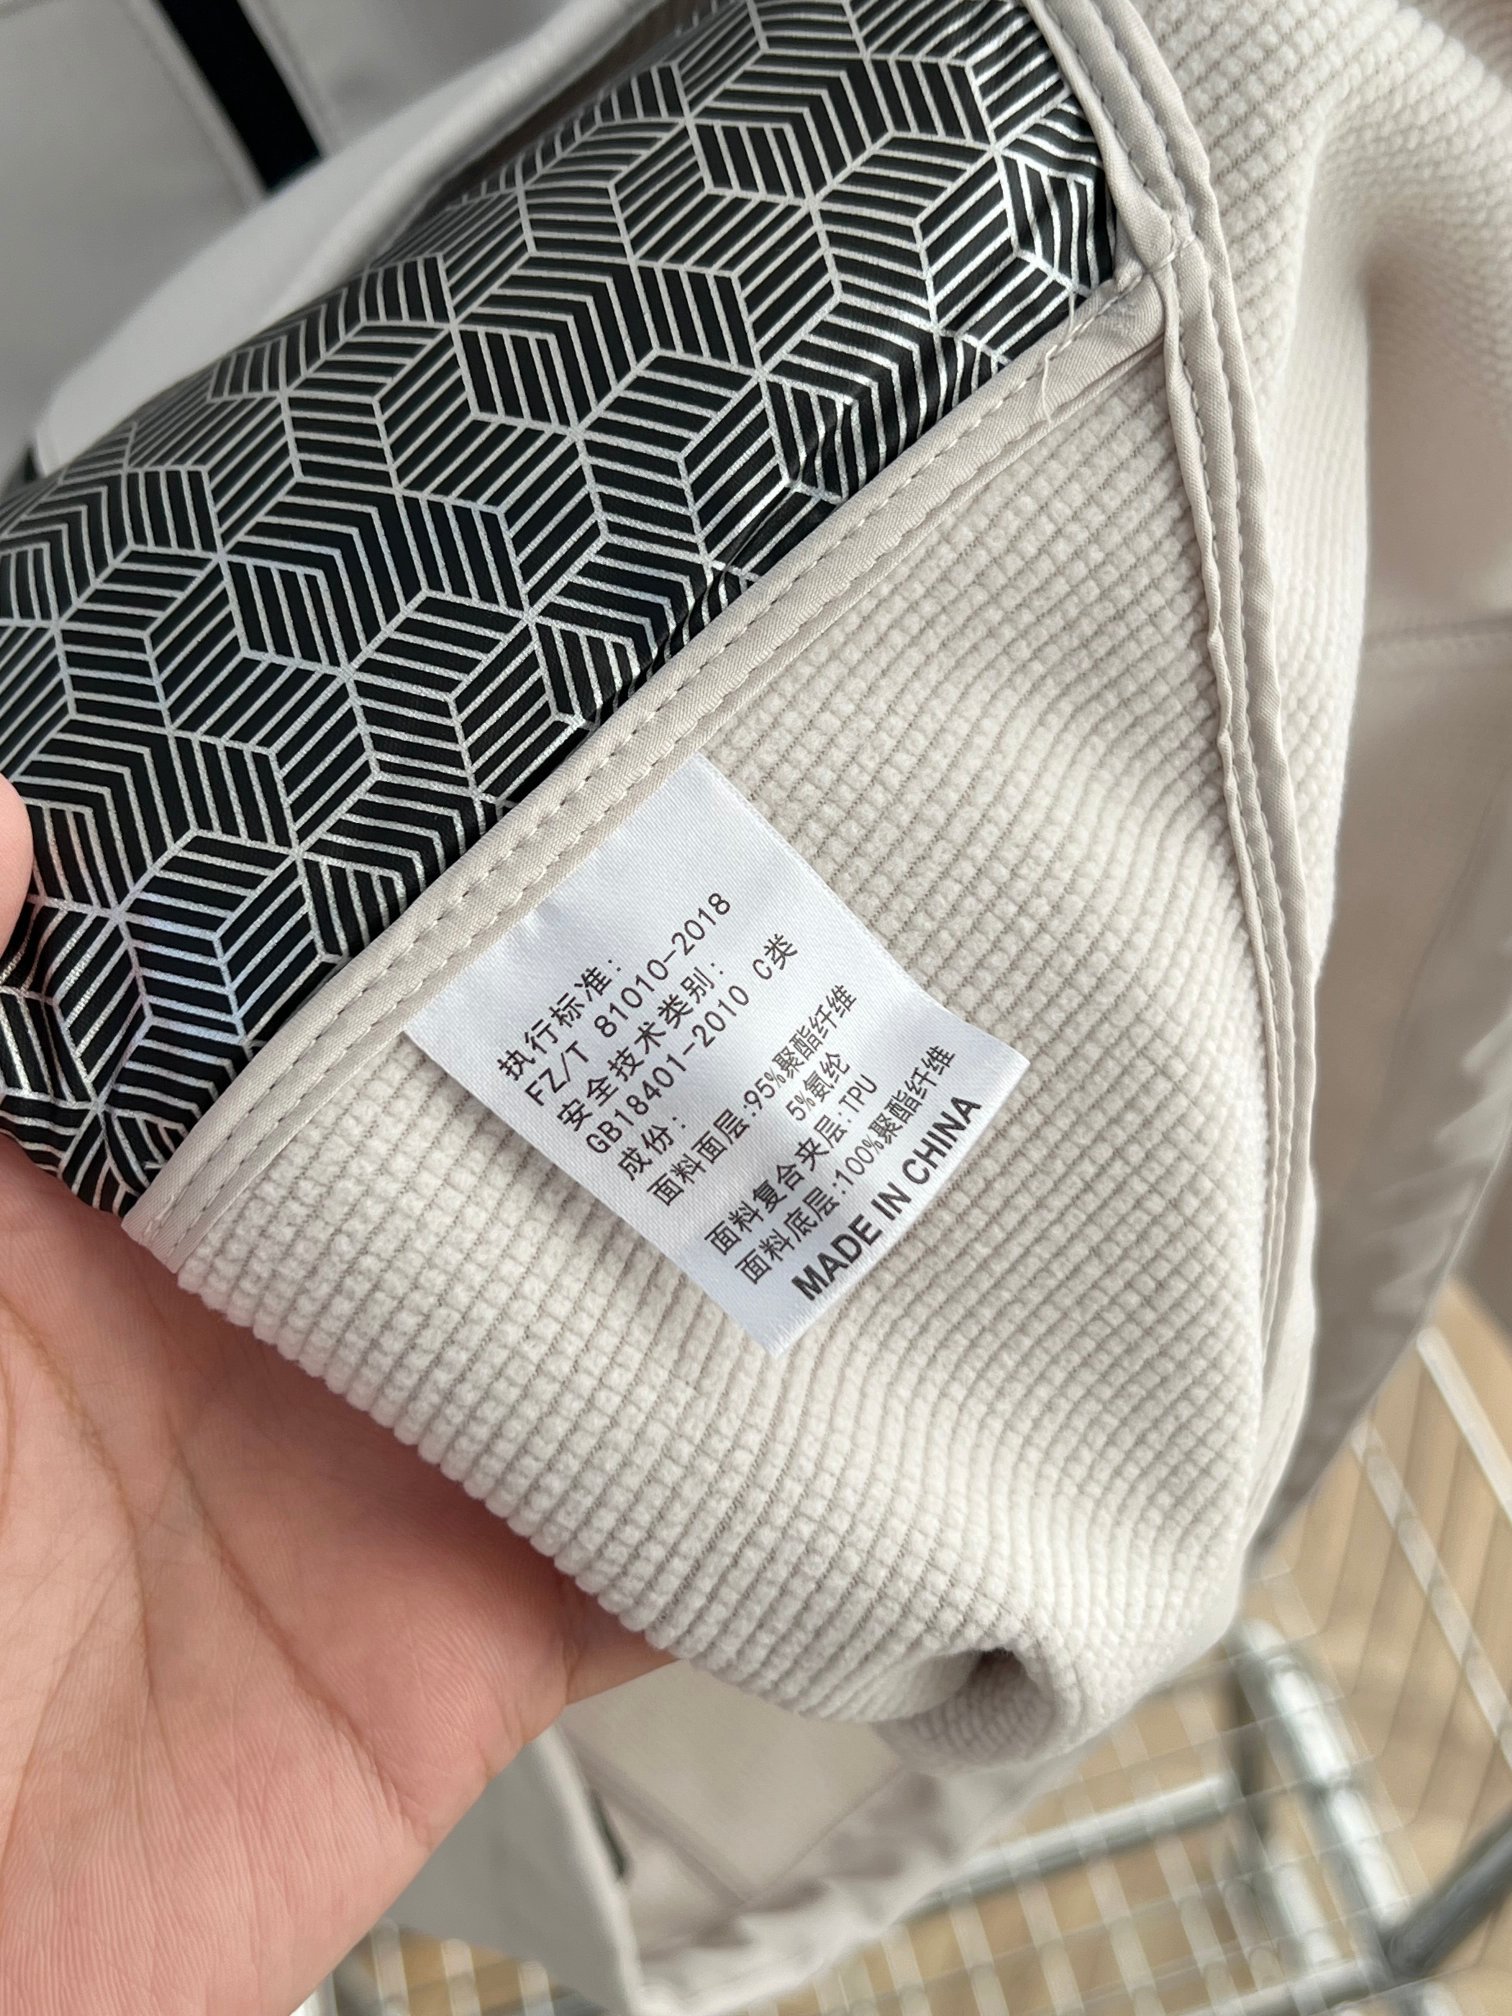 执行标准：
FZ/T 81010-2018
安全技术类别：
GB18401-2010 C类
成份：
面料面层:95%聚酯纤维
5%氨纶
面料复合夹层:TPU
面料底层:100%聚酯纤维
MADE IN CHINA